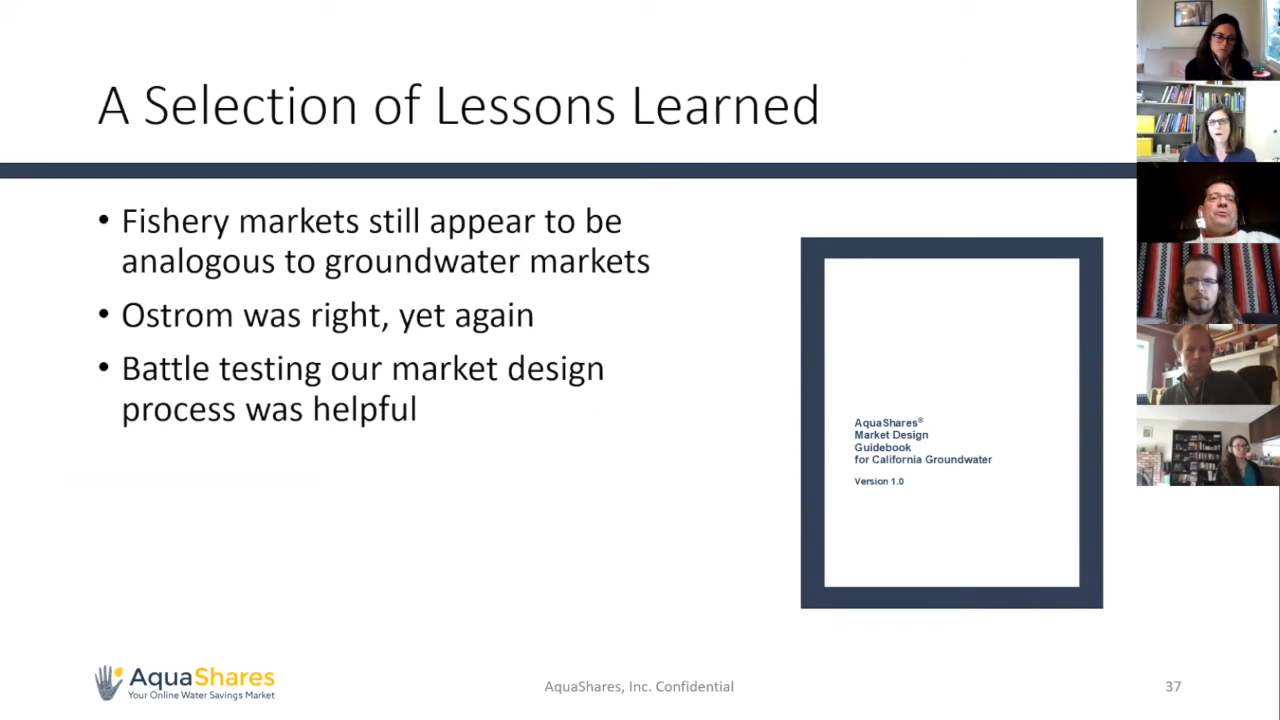 A Selection of Lessons Learned
• Fishery markets still appear to be
analogous to groundwater markets
• Ostrom was right, yet again
• Battle testing our market design
process was helpful
AquaShares®
Market Design
Guidebook
for California Groundwater
Version 1.0
AquaShares
Your Online Water Savings Market
AquaShares, Inc. Confidential
37